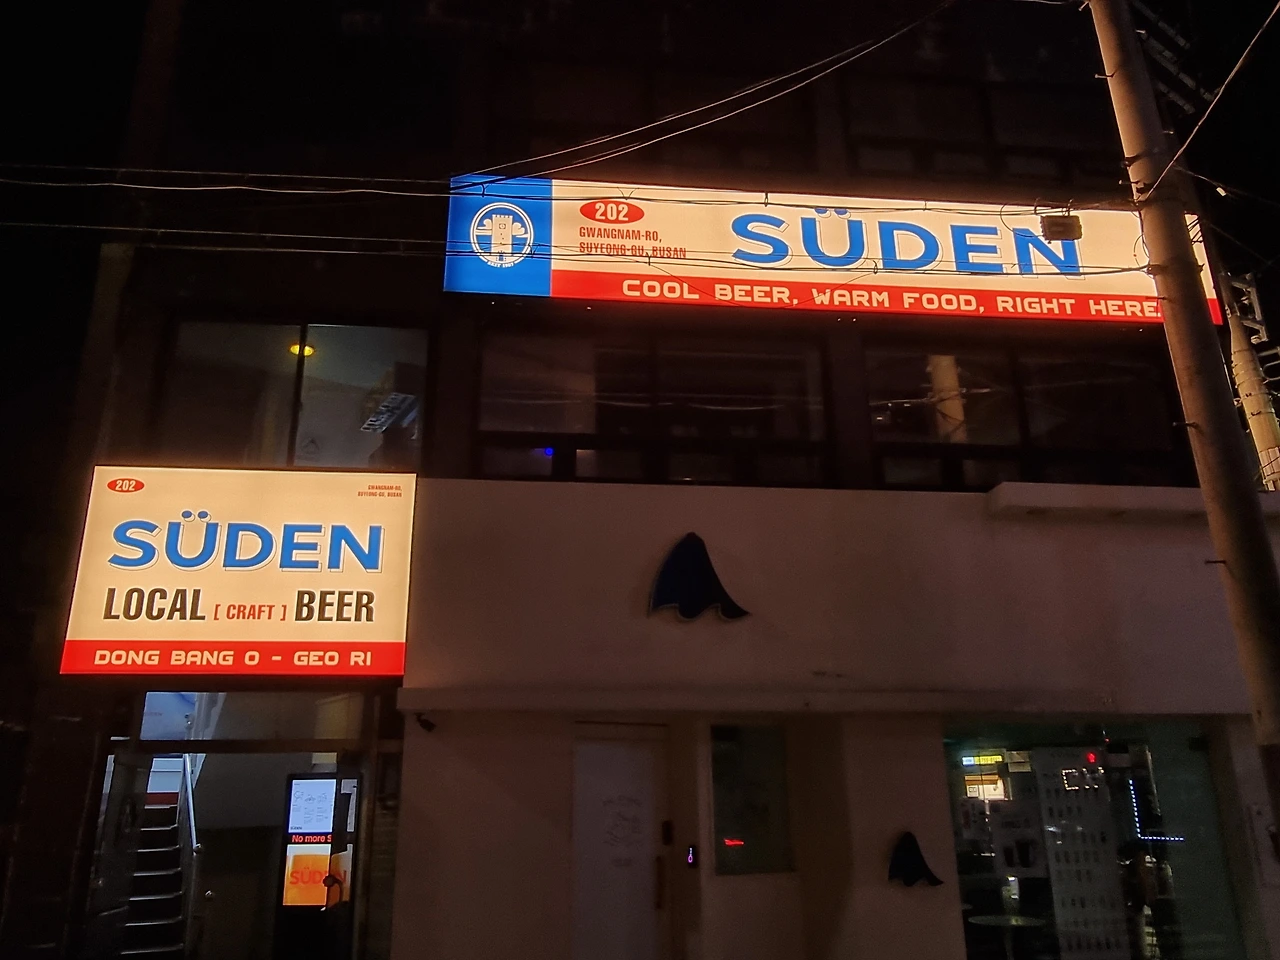 202
GWANGNAM-RO,
SUYEONG-GU, BUSAN
SÜDEN
COOL BEER, WARM FOOD, RIGHT HERE
202
GWANGNAM-RO,
SUYEONG-GU, BUSAN
SÜDEN
LOCAL [ CRAFT ] BEER
DONG BANG O - GEO RI
No more S
SÜDEN